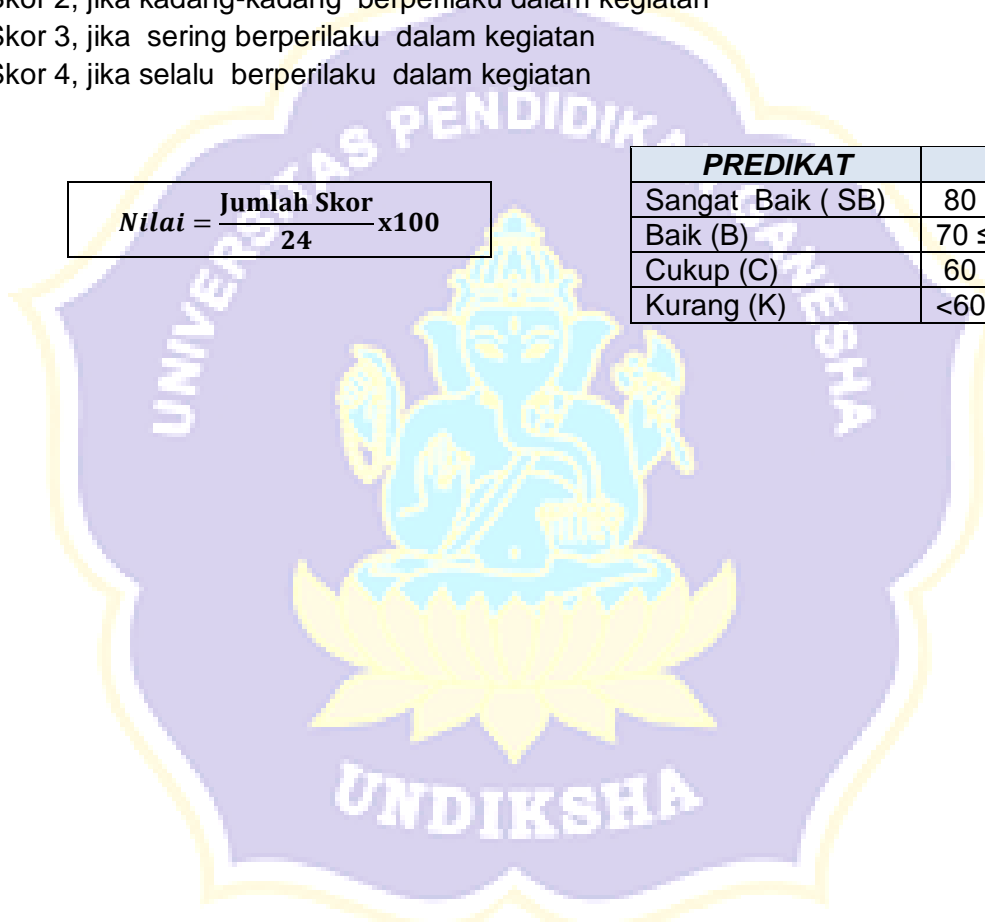 Skor 2, jika kadang-kadang berperilaku dalam kegiatan
Skor 3, jika sering berperilaku dalam kegiatan
Skor 4, jika selalu berperilaku dalam kegiatan
Nilai = Jumlah Skor / 24 x100
PREDIKAT
Sangat Baik ( SB) 80
Baik (B) 70 ≤
Cukup (C) 60
Kurang (K) <60
UNIVERSITAS PENDIDIKAN GANESHA
UNDIKSHA